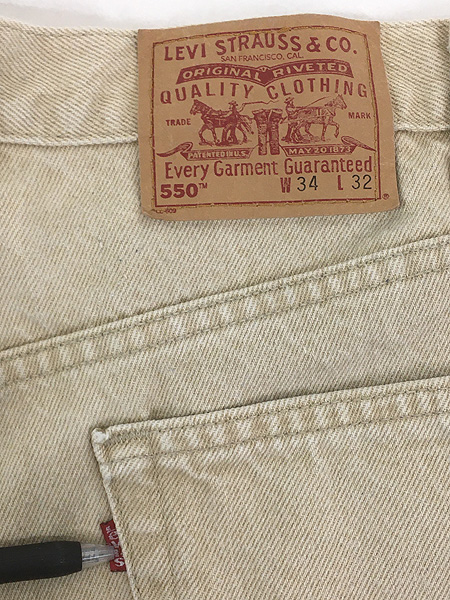 LEVI STRAUSS & CO.
SAN FRANCISCO, CAL.
ORIGINAL RIVETED
QUALITY CLOTHING
TRADE MARK
PATENTED IN U.S. MAY 20 1873
Every Garment Guaranteed
550™ W 34 L 32
®